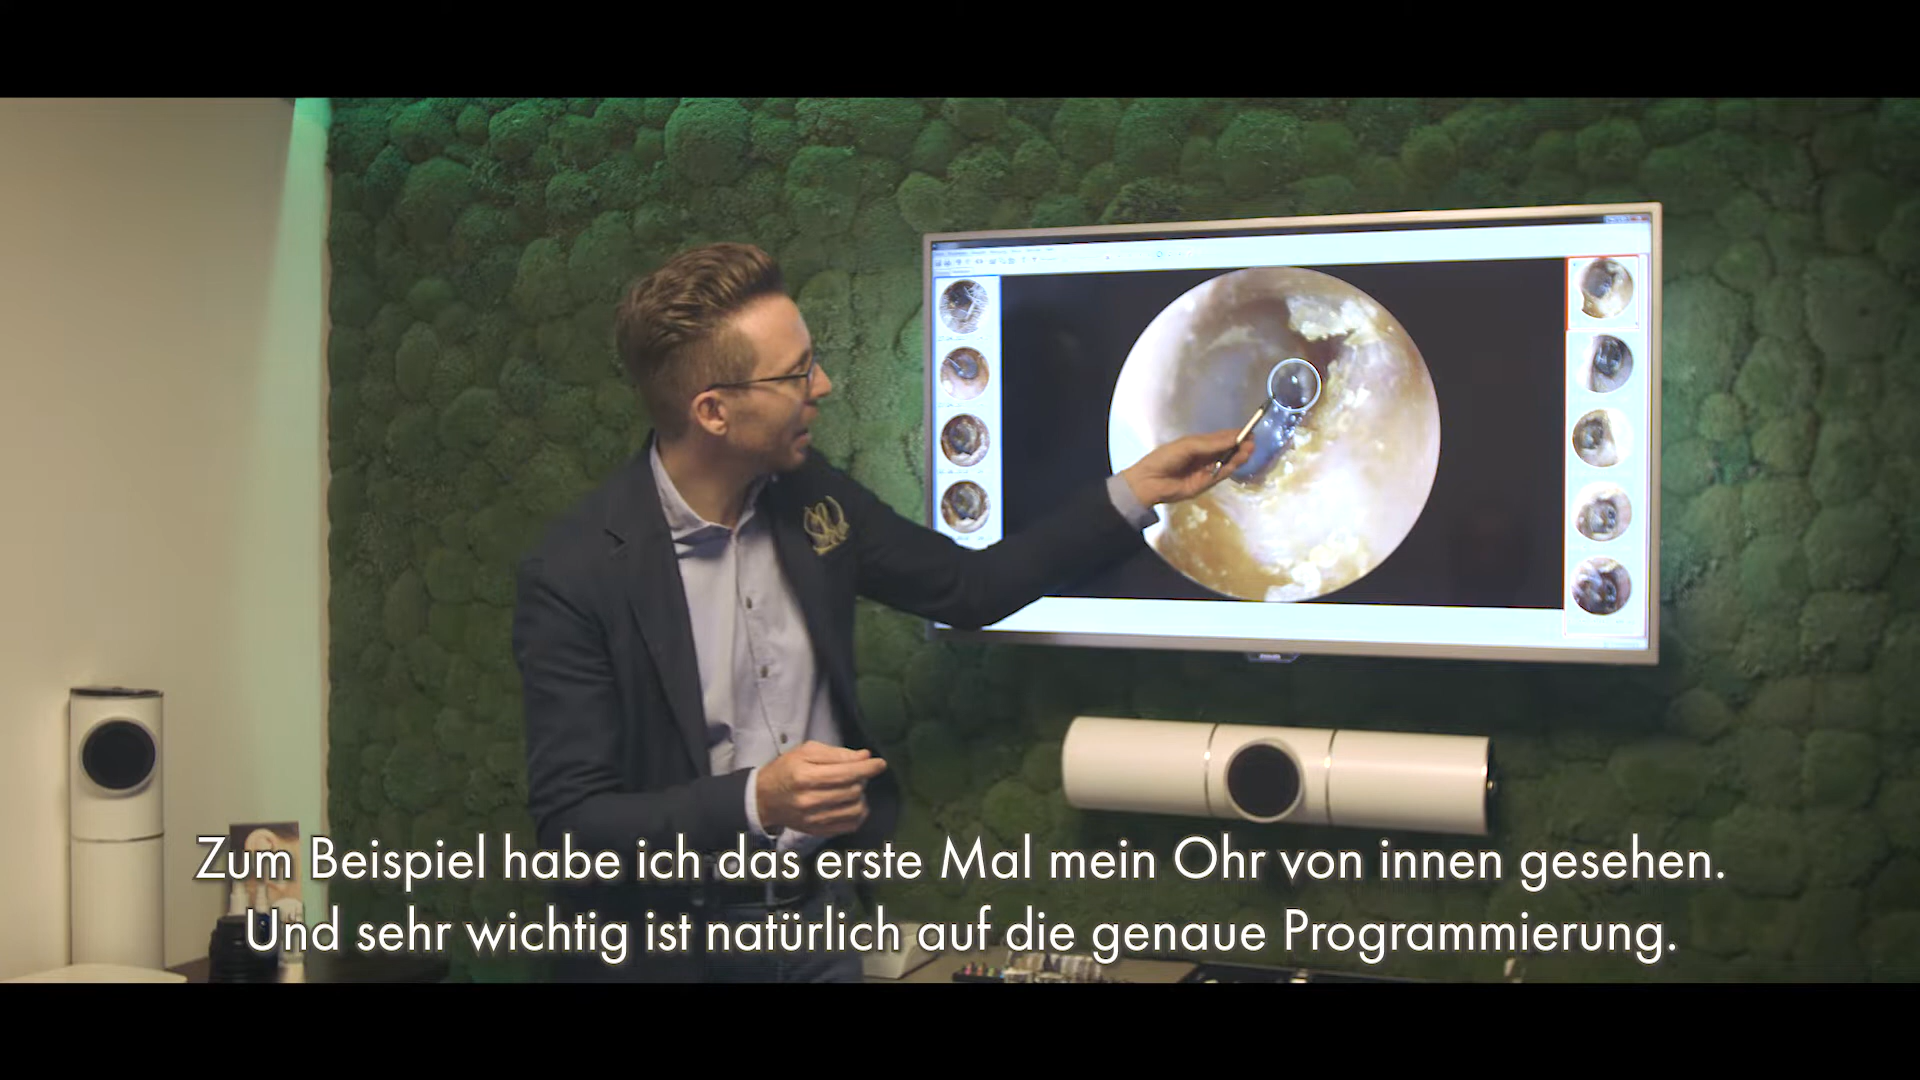 Zum Beispiel habe ich das erste Mal mein Ohr von innen gesehen.
Und sehr wichtig ist natürlich auf die genaue Programmierung.